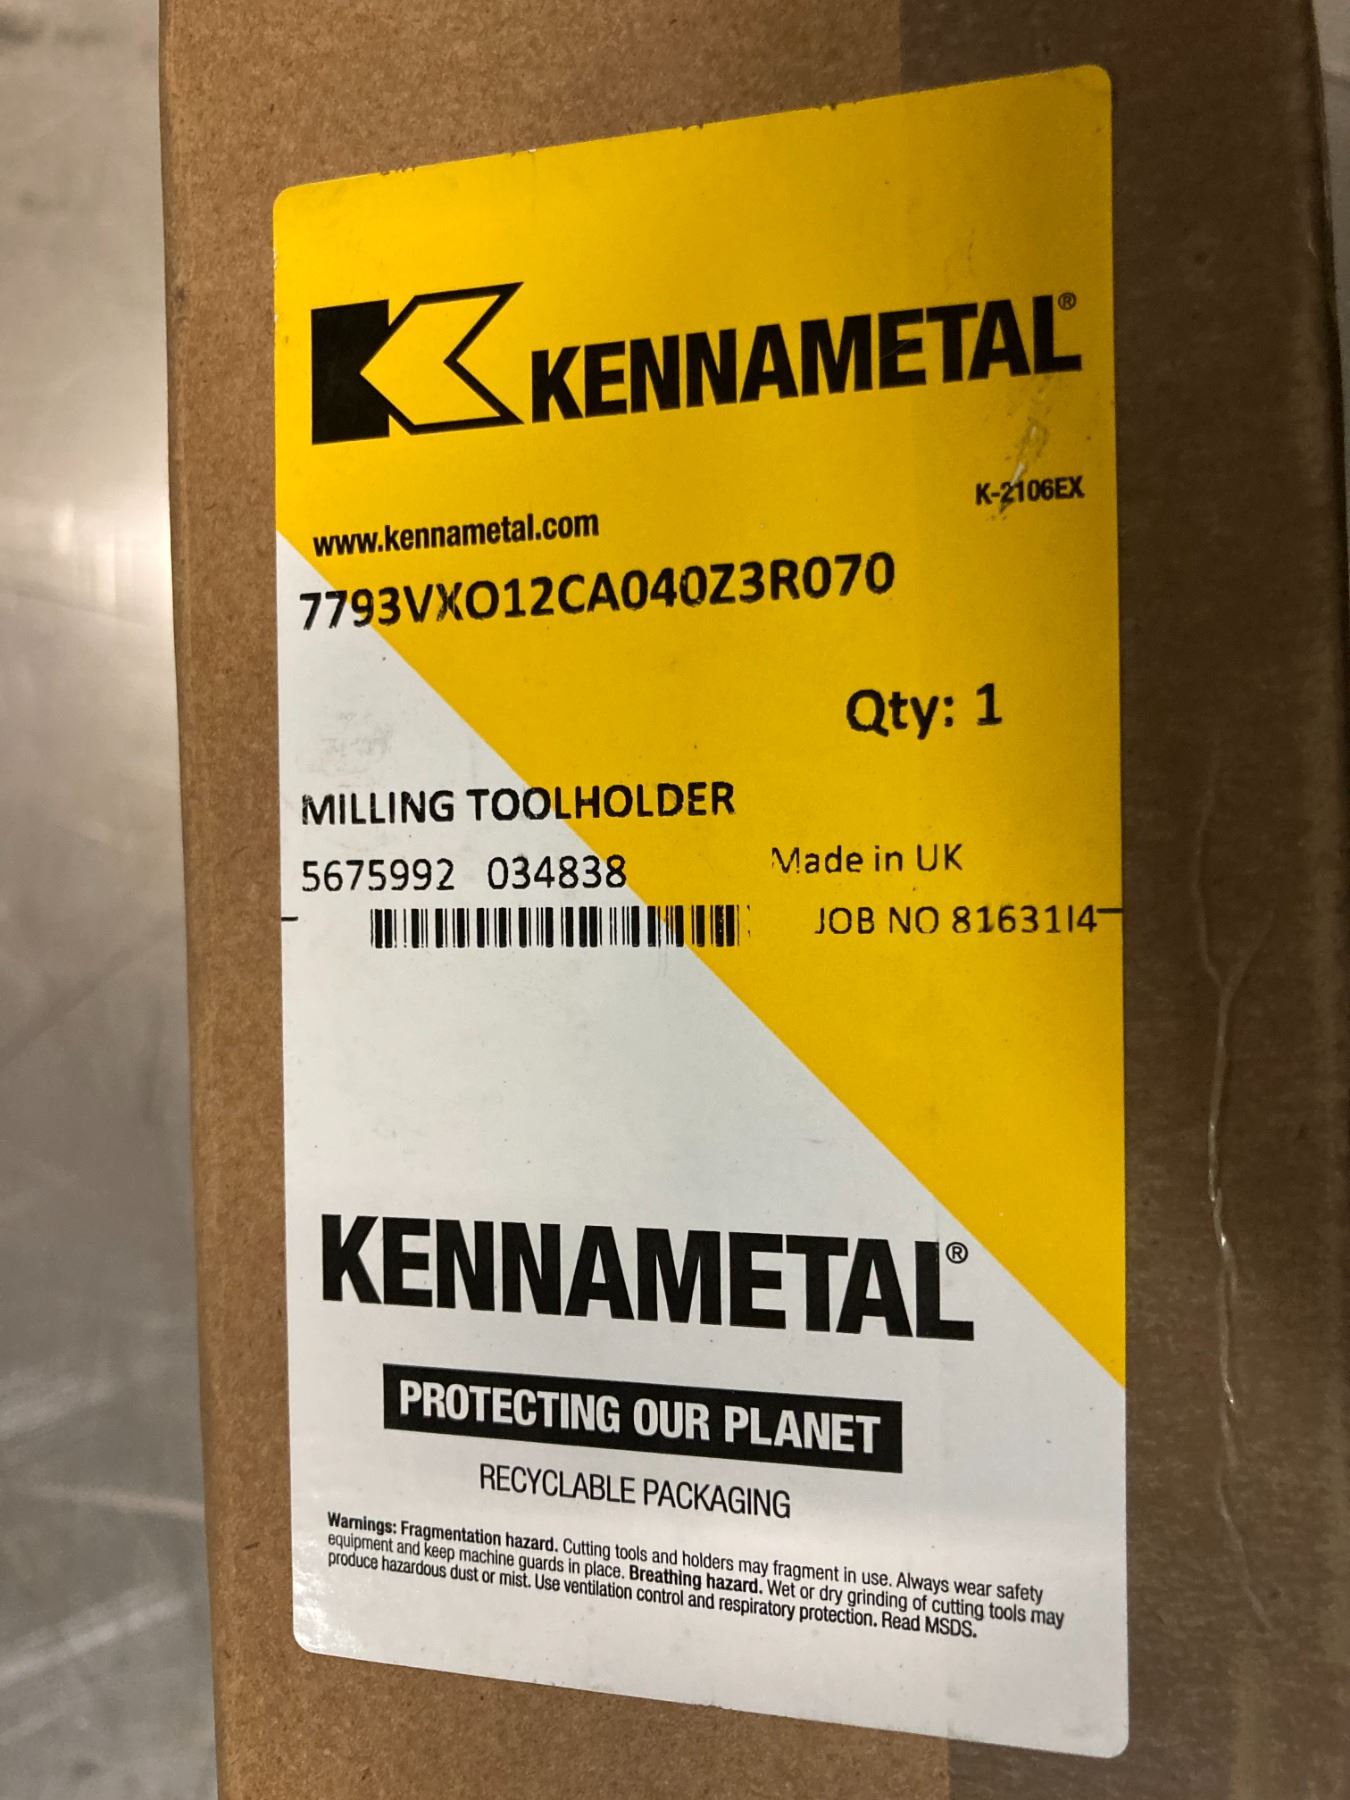 KENNAMETAL®
K-2106EX
www.kennametal.com
7793VXO12CA040Z3R070
Qty: 1
MILLING TOOLHOLDER
5675992 034838
Made in UK
JOB NO 81631I4
KENNAMETAL®
PROTECTING OUR PLANET
RECYCLABLE PACKAGING
Warnings: Fragmentation hazard. Cutting tools and holders may fragment in use. Always wear safety
equipment and keep machine guards in place. Breathing hazard. Wet or dry grinding of cutting tools may
produce hazardous dust or mist. Use ventilation control and respiratory protection. Read MSDS.